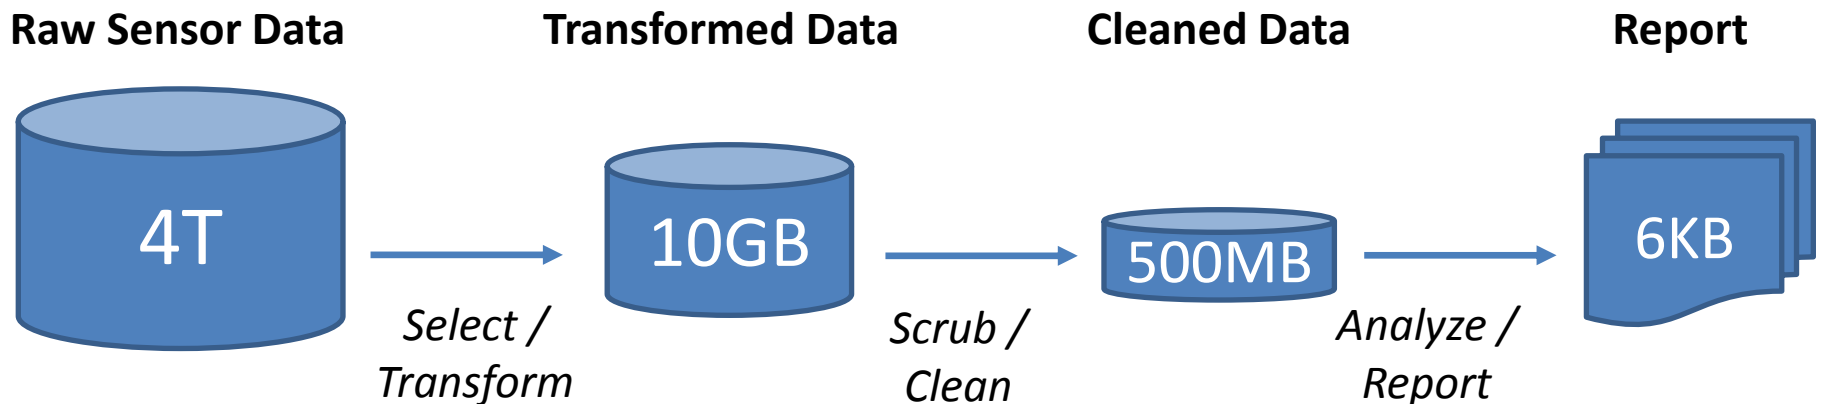 Raw Sensor Data
Transformed Data
Cleaned Data
Report
4T
10GB
500MB
6KB
Select /
Transform
Scrub /
Clean
Analyze /
Report